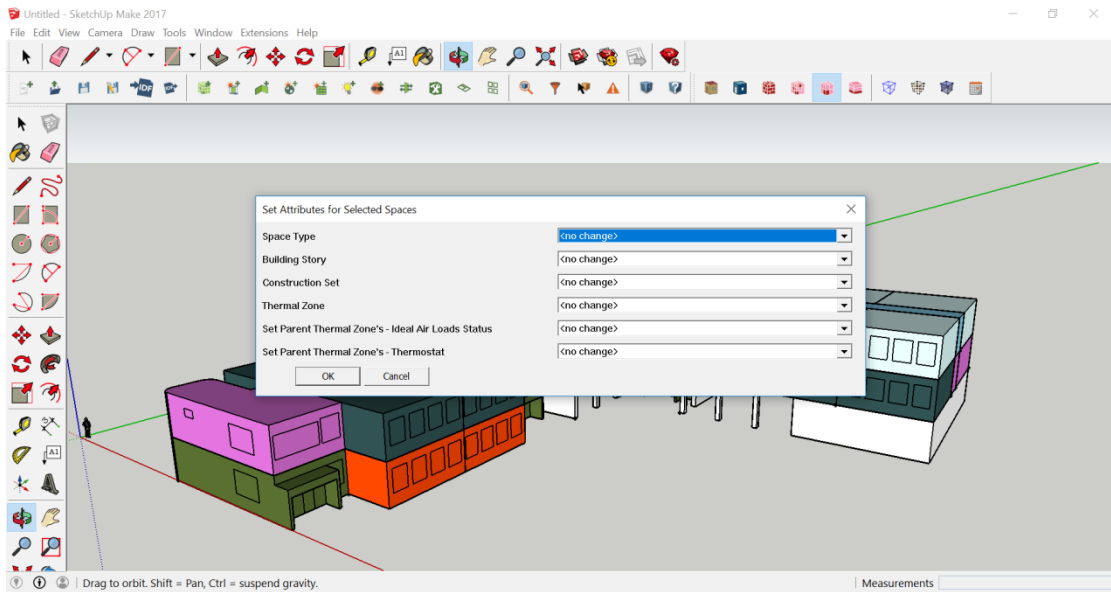 Untitled - SketchUp Make 2017
File Edit View Camera Draw Tools Window Extensions Help
A1
IDF
Set Attributes for Selected Spaces
Space Type <no change>
Building Story <no change>
Construction Set <no change>
Thermal Zone <no change>
Set Parent Thermal Zone's - Ideal Air Loads Status <no change>
Set Parent Thermal Zone's - Thermostat <no change>
OK Cancel
A1
Drag to orbit. Shift = Pan, Ctrl = suspend gravity. Measurements